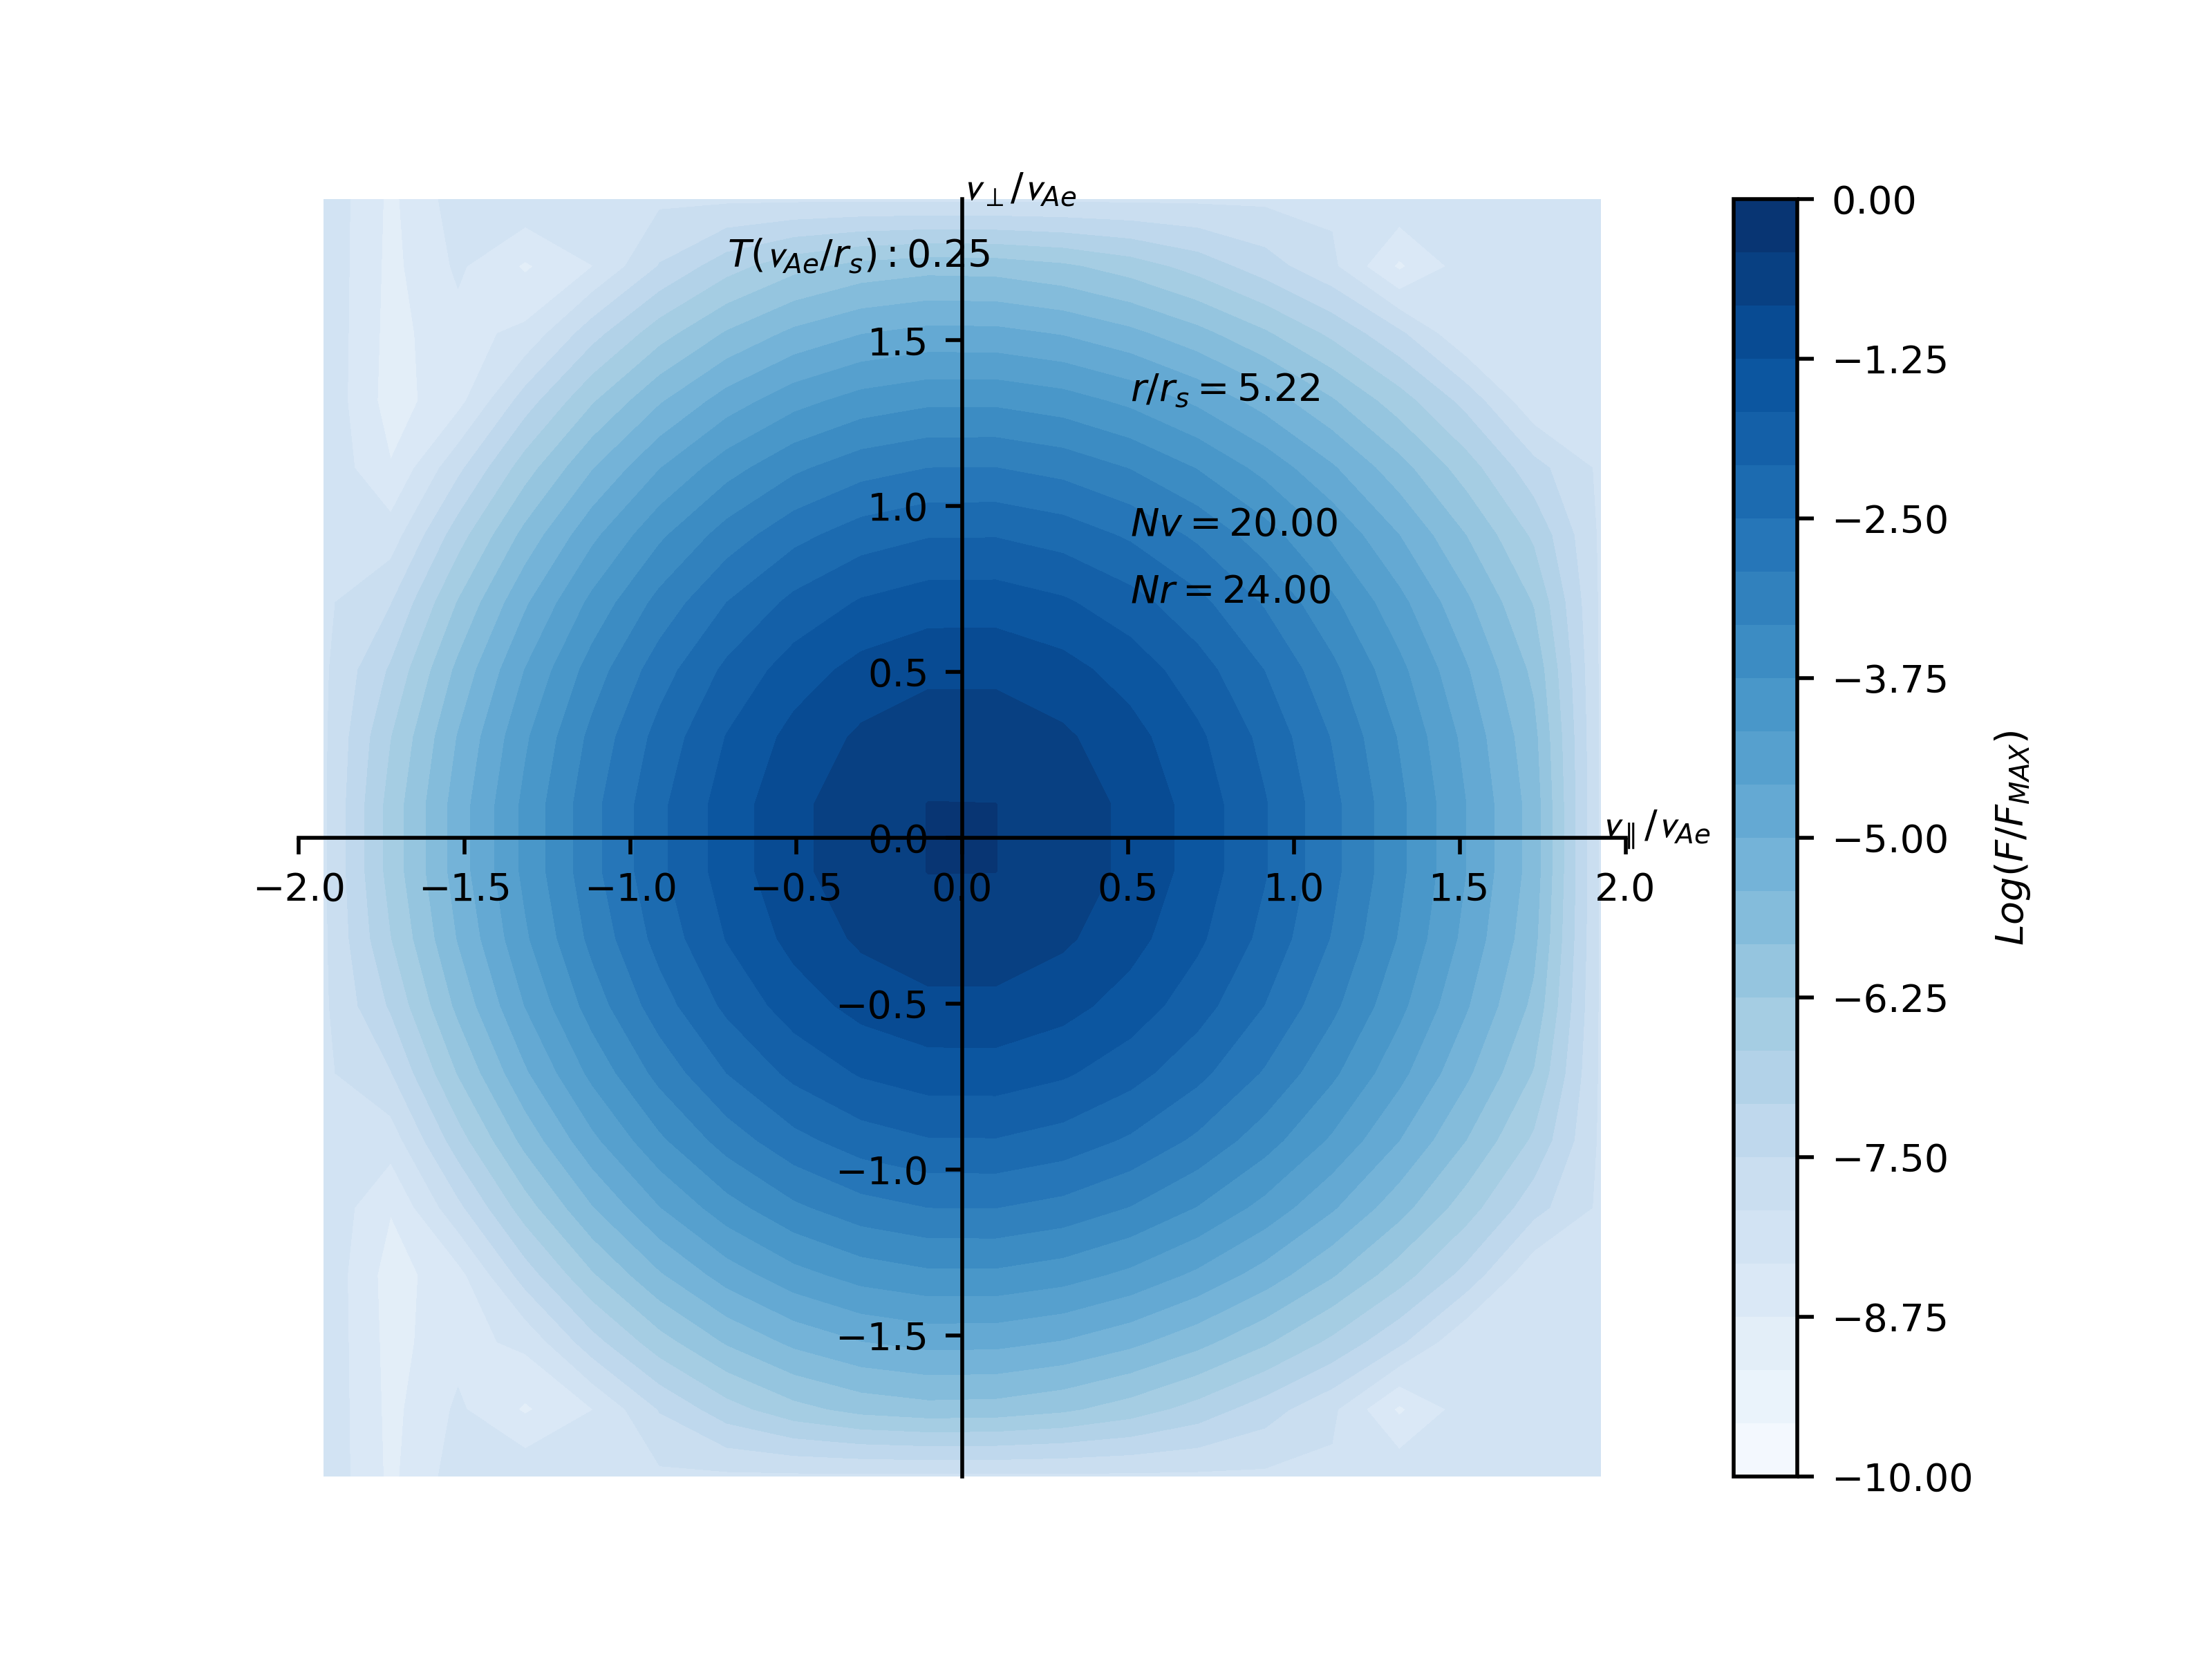 v⊥/vAe
T(vAe/rs) : 0.25
r/rs = 5.22
Nv = 20.00
Nr = 24.00
1.5
1.0
0.5
0.0
−0.5
−1.0
−1.5
v∥/vAe
−2.0 −1.5 −1.0 −0.5 0.0 0.5 1.0 1.5 2.0
0.00
−1.25
−2.50
−3.75
−5.00
−6.25
−7.50
−8.75
−10.00
Log(F/FMAX)